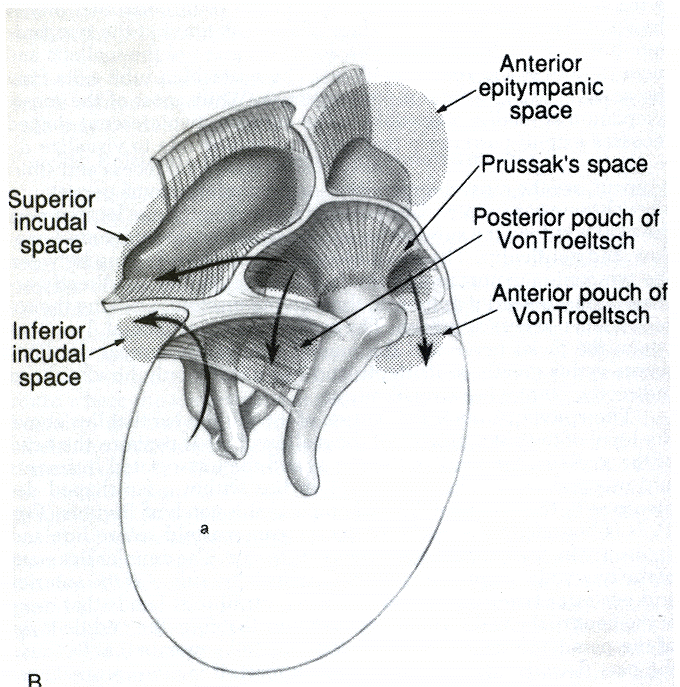 Anterior
epitympanic
space
Prussak's space
Superior
incudal
space
Posterior pouch of
VonTroeltsch
Anterior pouch of
VonTroeltsch
Inferior
incudal
space
a
B